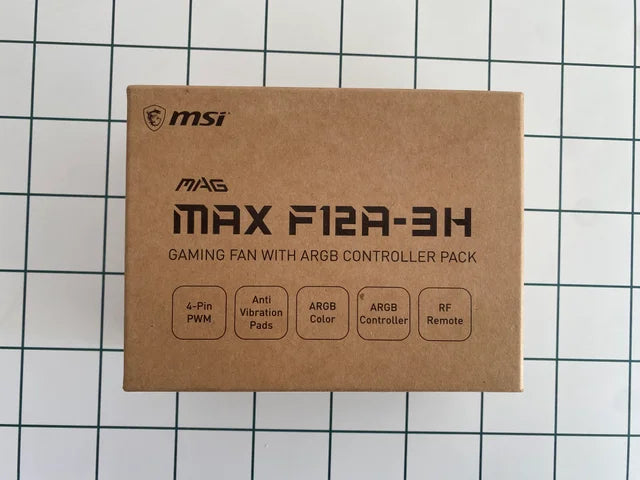 msi
MAG
MAX F12A-3H
GAMING FAN WITH ARGB CONTROLLER PACK
4-Pin
PWM
Anti
Vibration
Pads
ARGB
Color
ARGB
Controller
RF
Remote